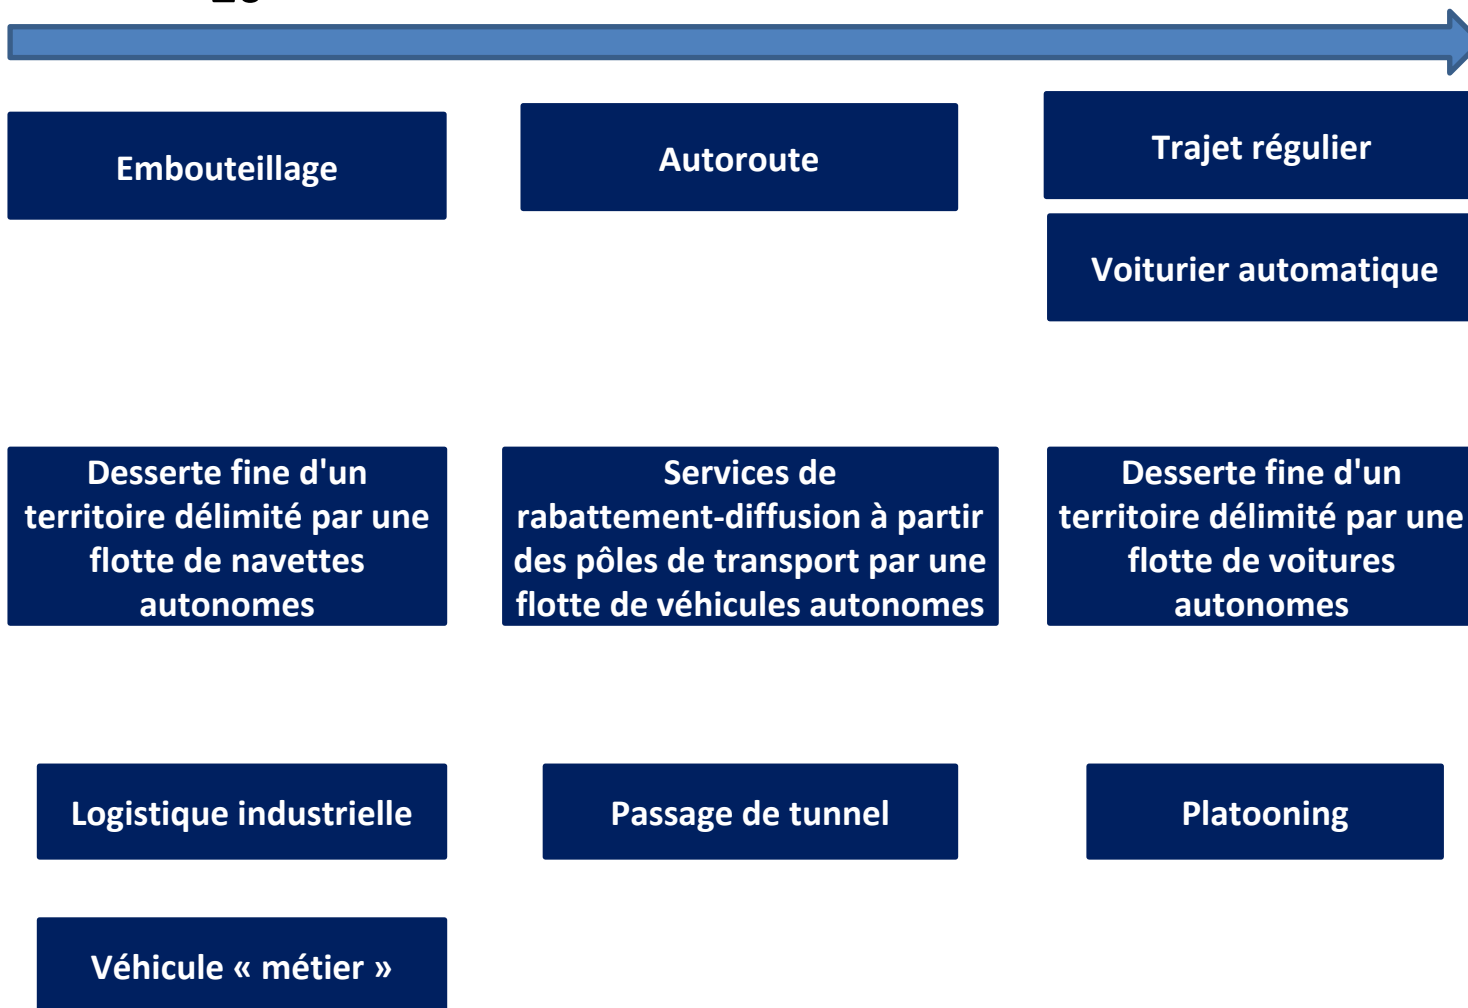 Embouteillage
Autoroute
Trajet régulier
Voiturier automatique
Desserte fine d'un
territoire délimité par une
flotte de navettes
autonomes
Services de
rabattement-diffusion à partir
des pôles de transport par une
flotte de véhicules autonomes
Desserte fine d'un
territoire délimité par une
flotte de voitures
autonomes
Logistique industrielle
Passage de tunnel
Platooning
Véhicule « métier »